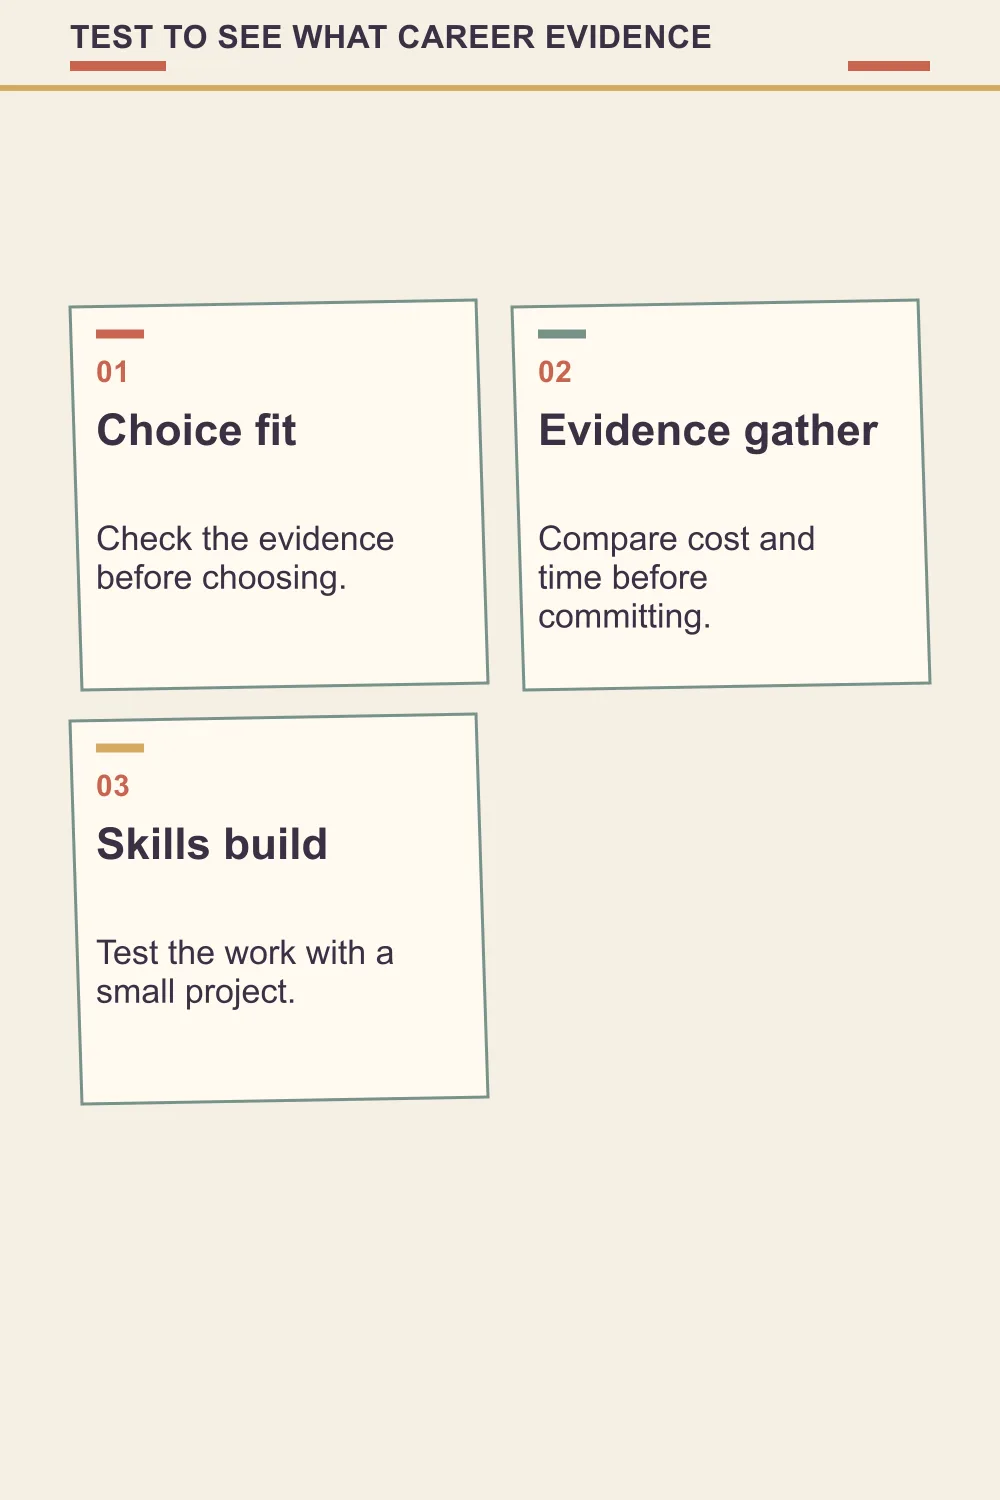 TEST TO SEE WHAT CAREER EVIDENCE
01
Choice fit
Check the evidence
before choosing.
02
Evidence gather
Compare cost and
time before
committing.
03
Skills build
Test the work with a
small project.